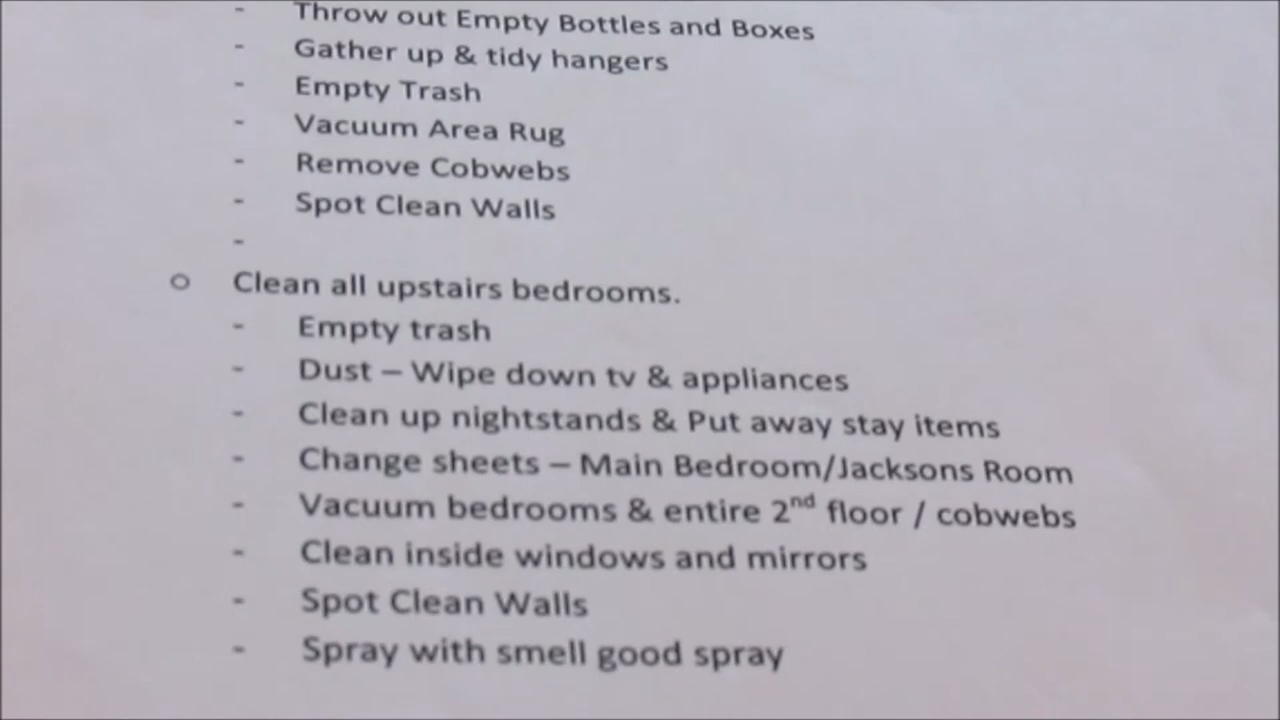 - Throw out Empty Bottles and Boxes
- Gather up & tidy hangers
- Empty Trash
- Vacuum Area Rug
- Remove Cobwebs
- Spot Clean Walls
-
o Clean all upstairs bedrooms.
- Empty trash
- Dust – Wipe down tv & appliances
- Clean up nightstands & Put away stay items
- Change sheets – Main Bedroom/Jacksons Room
- Vacuum bedrooms & entire 2nd floor / cobwebs
- Clean inside windows and mirrors
- Spot Clean Walls
- Spray with smell good spray